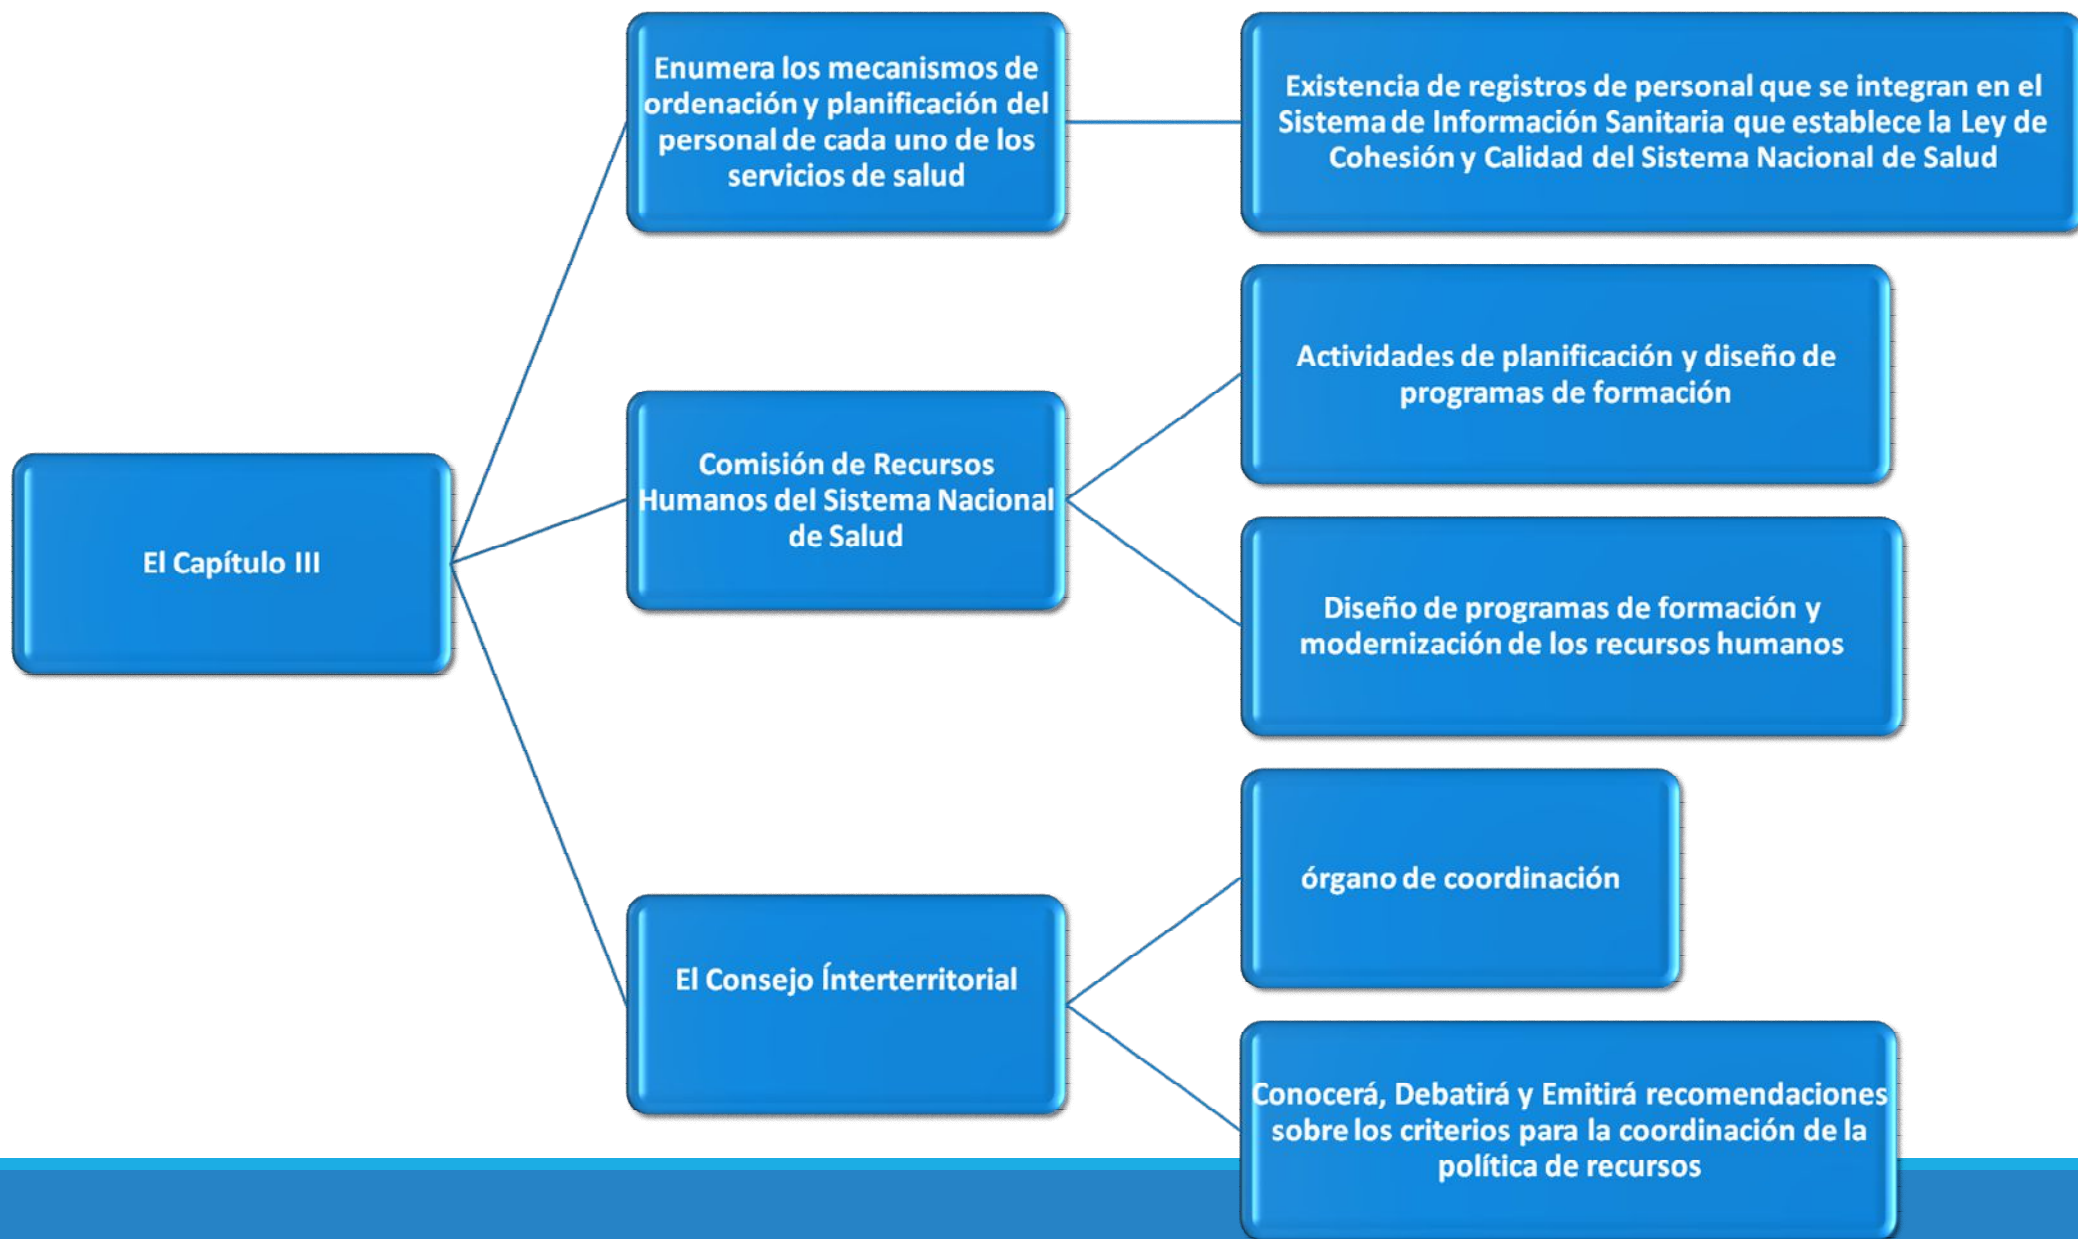 El Capítulo III
Enumera los mecanismos de
ordenación y planificación del
personal de cada uno de los
servicios de salud
Existencia de registros de personal que se integran en el
Sistema de Información Sanitaria que establece la Ley de
Cohesión y Calidad del Sistema Nacional de Salud
Comisión de Recursos
Humanos del Sistema Nacional
de Salud
Actividades de planificación y diseño de
programas de formación
Diseño de programas de formación y
modernización de los recursos humanos
El Consejo Ínterterritorial
órgano de coordinación
Conocerá, Debatirá y Emitirá recomendaciones
sobre los criterios para la coordinación de la
política de recursos